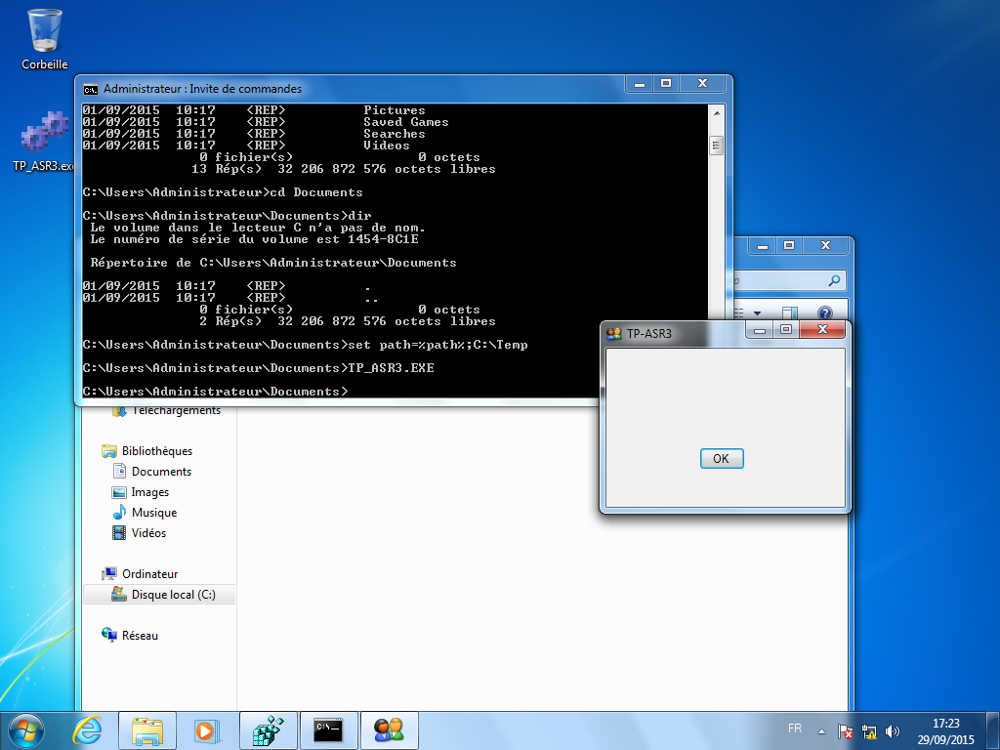 Corbeille
TP_ASR3.exe
Administrateur : Invite de commandes
01/09/2015  10:17    <REP>          Pictures
01/09/2015  10:17    <REP>          Saved Games
01/09/2015  10:17    <REP>          Searches
01/09/2015  10:17    <REP>          Videos
0 fichier(s)                0 octets
13 Rép(s)  32 206 872 576 octets libres
C:\Users\Administrateur>cd Documents
C:\Users\Administrateur\Documents>dir
Le volume dans le lecteur C n'a pas de nom.
Le numéro de série du volume est 1454-8C1E
Répertoire de C:\Users\Administrateur\Documents
01/09/2015  10:17    <REP>          .
01/09/2015  10:17    <REP>          ..
0 fichier(s)                0 octets
2 Rép(s)  32 206 872 576 octets libres
C:\Users\Administrateur\Documents>set path=%path%;C:\Temp
C:\Users\Administrateur\Documents>TP_ASR3.EXE
C:\Users\Administrateur\Documents>
TP-ASR3
OK
Téléchargements
Bibliothèques
Documents
Images
Musique
Vidéos
Ordinateur
Disque local (C:)
Réseau
FR
17:23
29/09/2015